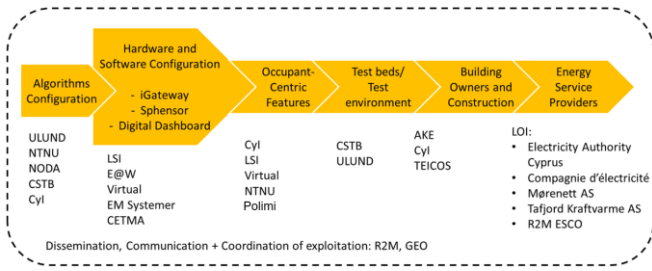 Algorithms
Configuration
Hardware and
Software Configuration
- iGateway
- Sphensor
- Digital Dashboard
Occupant-
Centric
Features
Test beds/
Test
environment
Building
Owners and
Construction
Energy
Service
Providers
ULUND
NTNU
NODA
CSTB
CyI
LSI
E@W
Virtual
EM Systemer
CETMA
CyI
LSI
Virtual
NTNU
Polimi
CSTB
ULUND
AKE
CyI
TEICOS
LOI:
• Electricity Authority
Cyprus
• Compagnie d'électricité
• Mørenett AS
• Tafjord Kraftvarme AS
• R2M ESCO
Dissemination, Communication + Coordination of exploitation: R2M, GEO